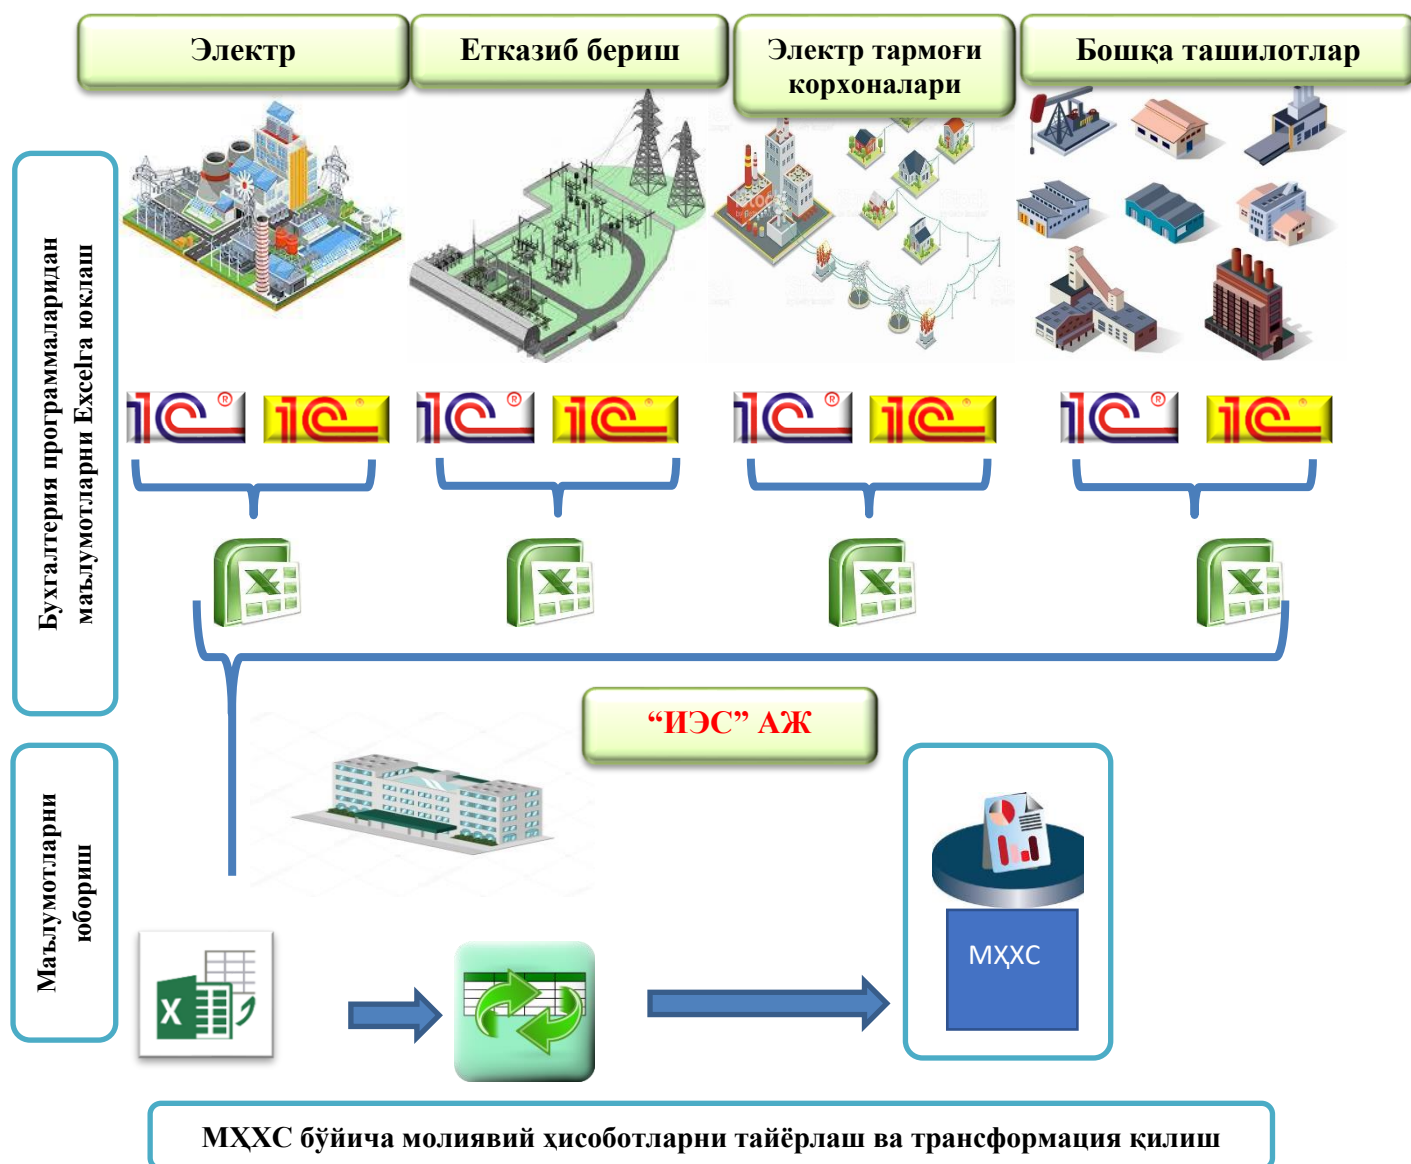 Электр
Етказиб бериш
Электр тармоғи
корхоналари
Бошқа ташилотлар
Бухгалтерия программаларидан
маълумотларни Excelга юклаш
1С®
1С
1С®
1С
1С®
1С
1С®
1С
“ИЭС” АЖ
Маълумотларни
юбориш
X
МҲХС
МҲХС бўйича молиявий ҳисоботларни тайёрлаш ва трансформация қилиш